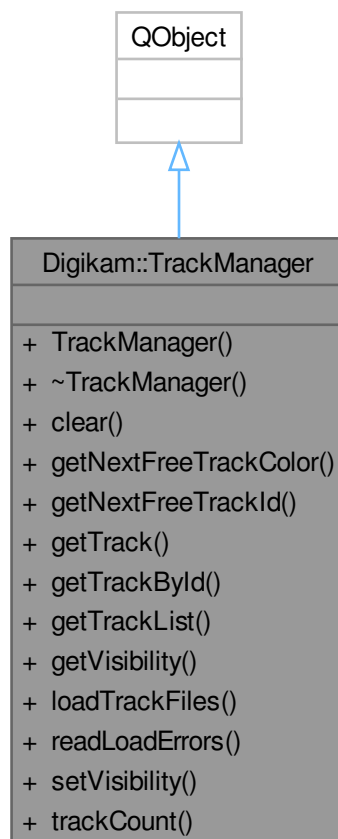 QObject
Digikam::TrackManager
+ TrackManager()
+ ~TrackManager()
+ clear()
+ getNextFreeTrackColor()
+ getNextFreeTrackId()
+ getTrack()
+ getTrackById()
+ getTrackList()
+ getVisibility()
+ loadTrackFiles()
+ readLoadErrors()
+ setVisibility()
+ trackCount()